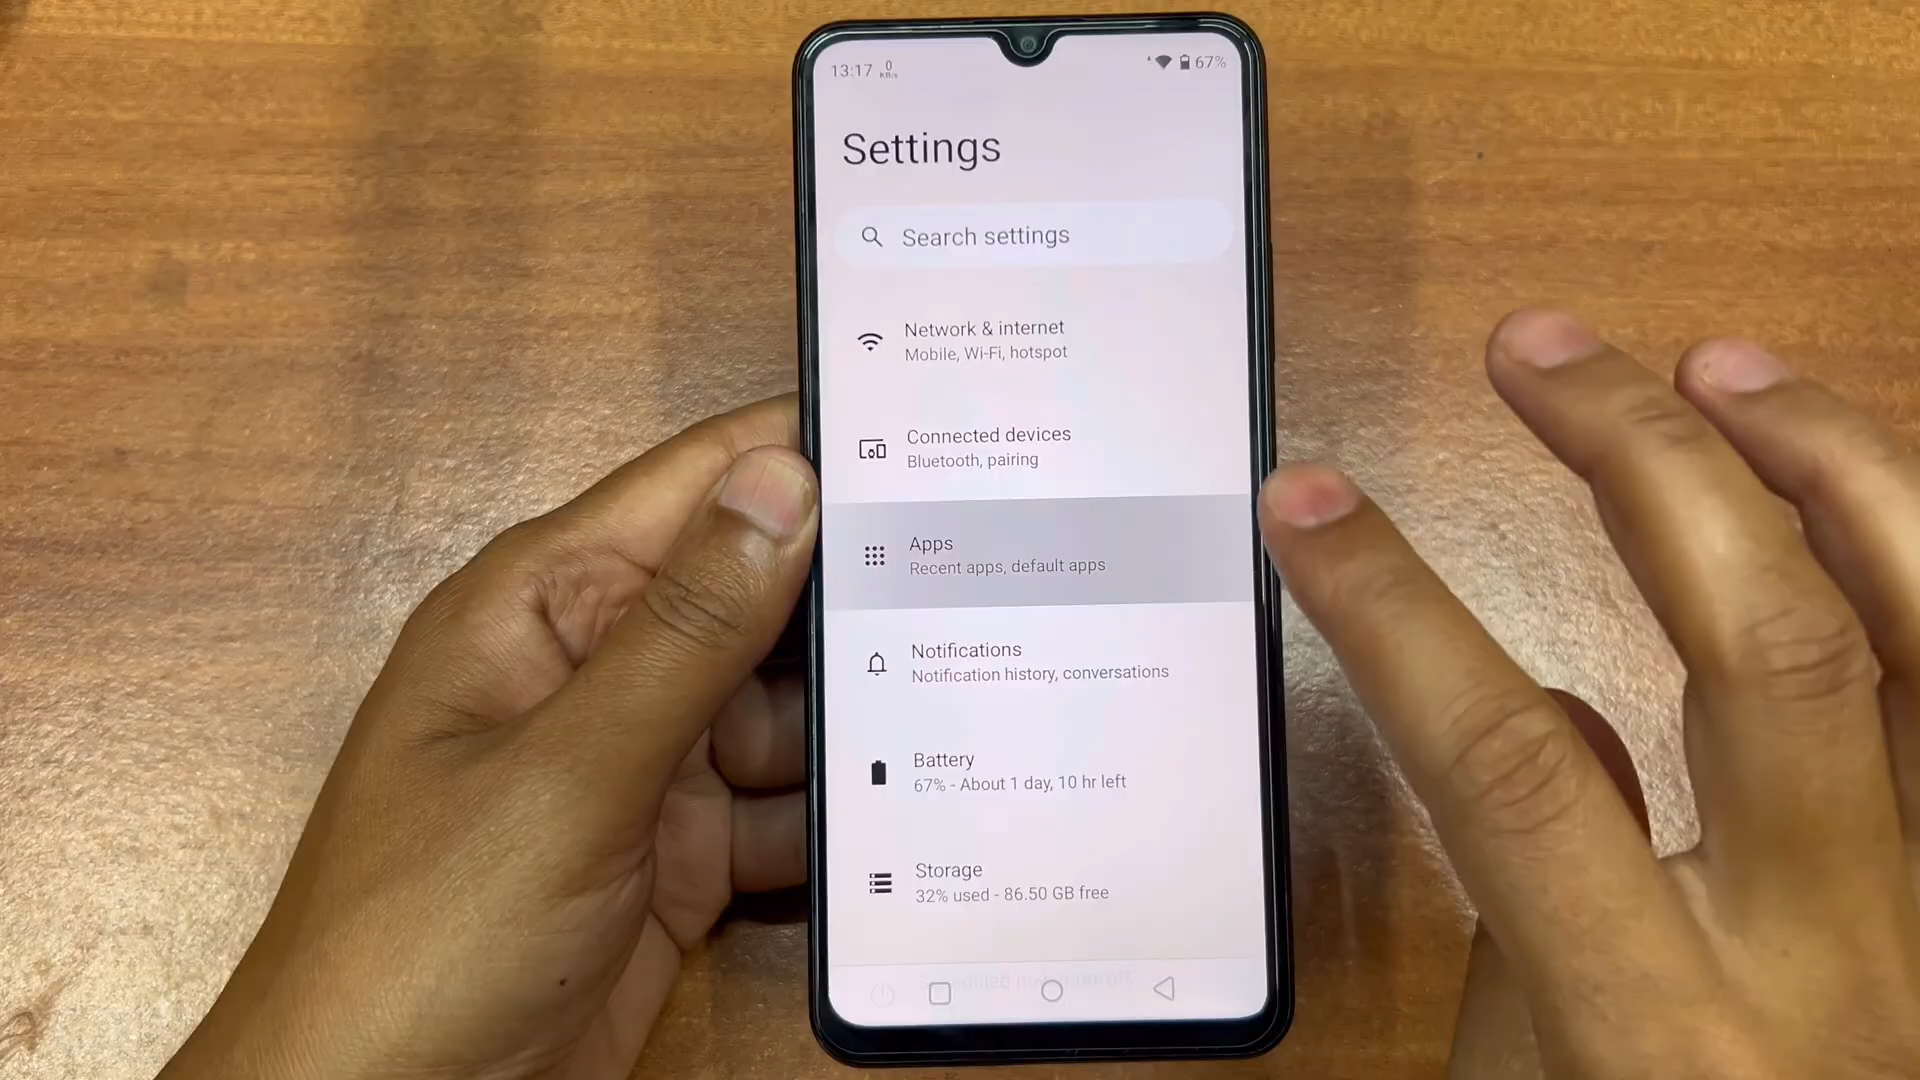 13:17 0 KB/s 67%
Settings
Search settings
Network & internet
Mobile, Wi-Fi, hotspot
Connected devices
Bluetooth, pairing
Apps
Recent apps, default apps
Notifications
Notification history, conversations
Battery
67% - About 1 day, 10 hr left
Storage
32% used - 86.50 GB free